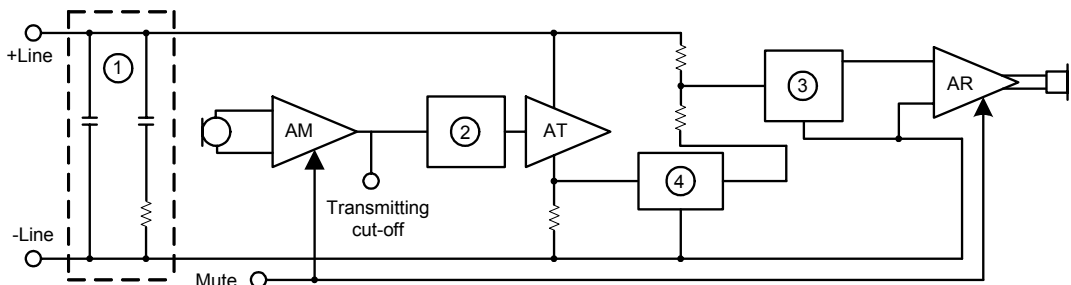 +Line
1
AM
2
AT
3
AR
4
Transmitting
cut-off
-Line
Mute